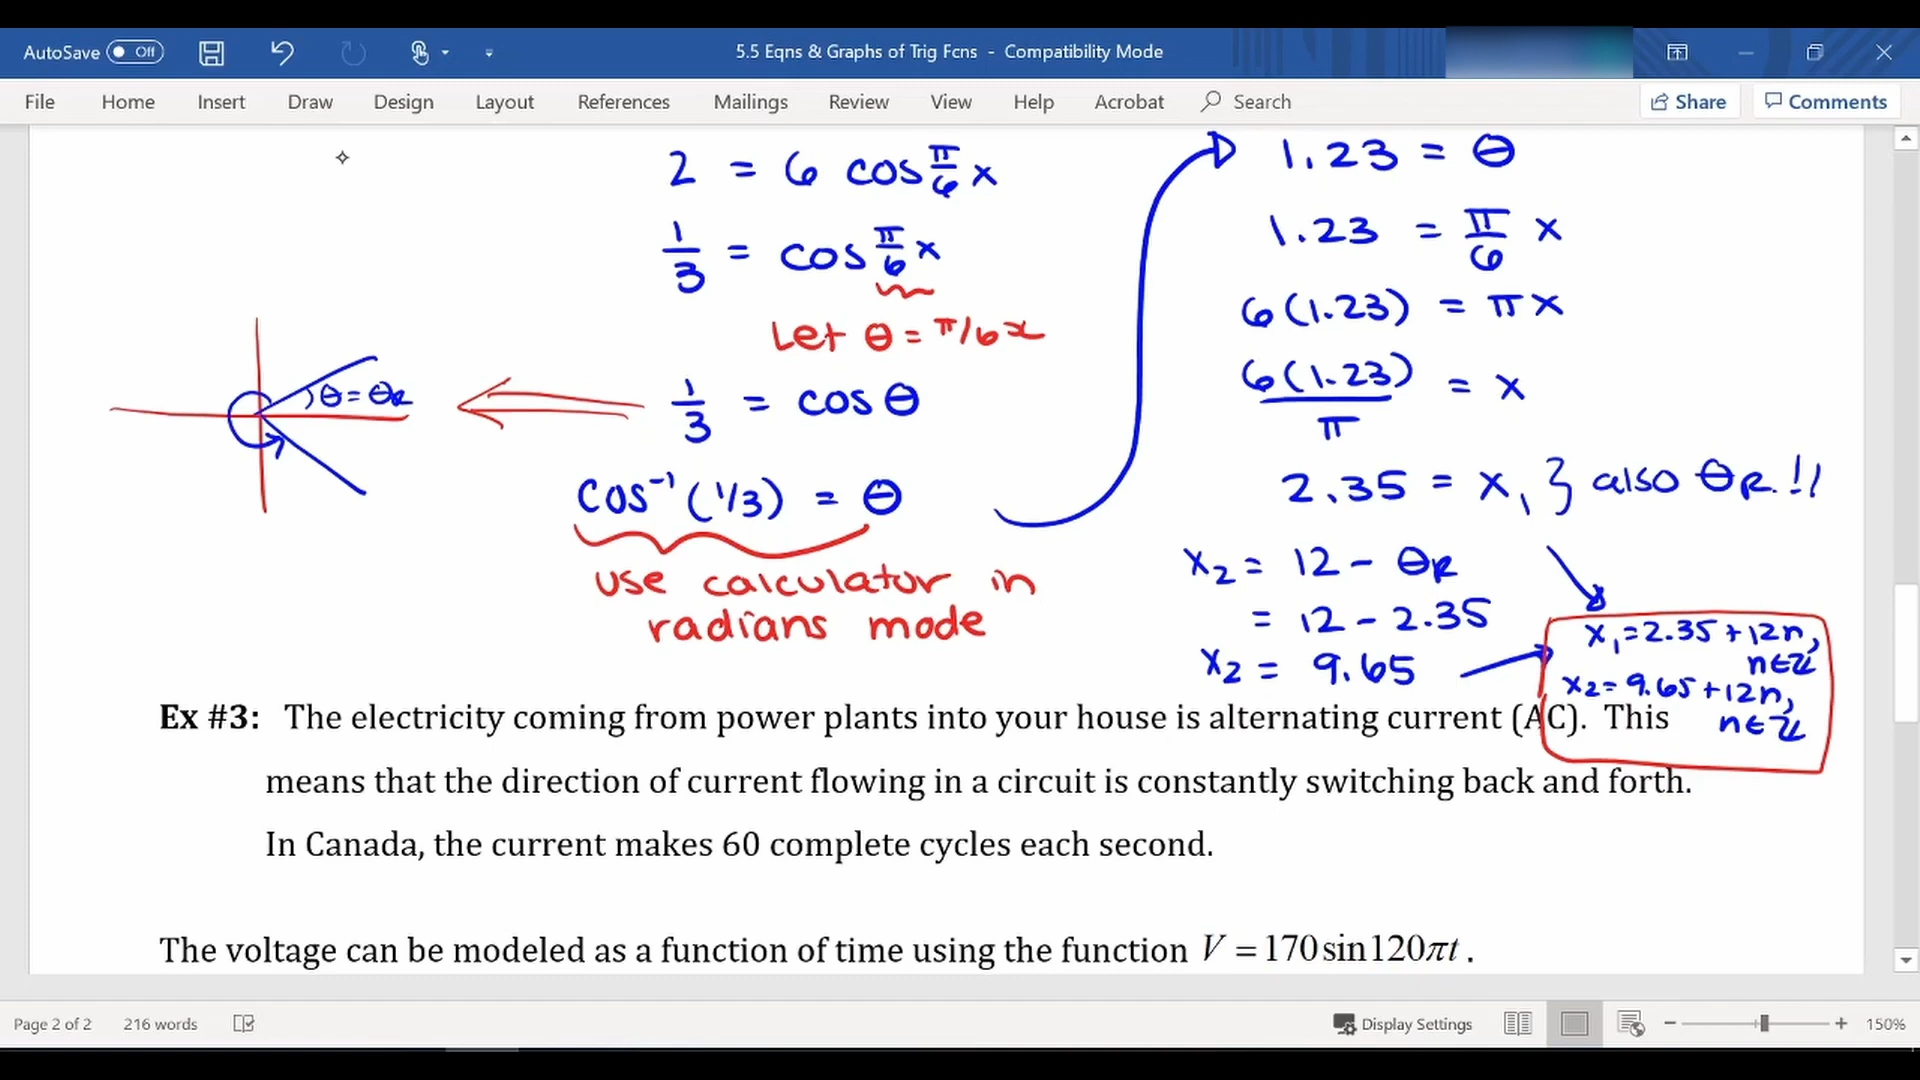 AutoSave Off
5.5 Eqns & Graphs of Trig Fcns - Compatibility Mode
File Home Insert Draw Design Layout References Mailings Review View Help Acrobat Search Share Comments
2 = 6 cos π/6 x
1/3 = cos π/6 x
Let θ = π/6 x
1/3 = cos θ
θ = θR
cos⁻¹(1/3) = θ
use calculator in
radians mode
1.23 = θ
1.23 = π/6 x
6(1.23) = πx
6(1.23)/π = x
2.35 = x₁ } also θR !!
x₂ = 12 - θR
= 12 - 2.35
x₂ = 9.65
x₁ = 2.35 + 12n,
n∈ℤ
x₂ = 9.65 + 12n,
n∈ℤ
Ex #3: The electricity coming from power plants into your house is alternating current (AC). This
means that the direction of current flowing in a circuit is constantly switching back and forth.
In Canada, the current makes 60 complete cycles each second.
The voltage can be modeled as a function of time using the function V = 170 sin 120πt .
Page 2 of 2 216 words Display Settings 150%